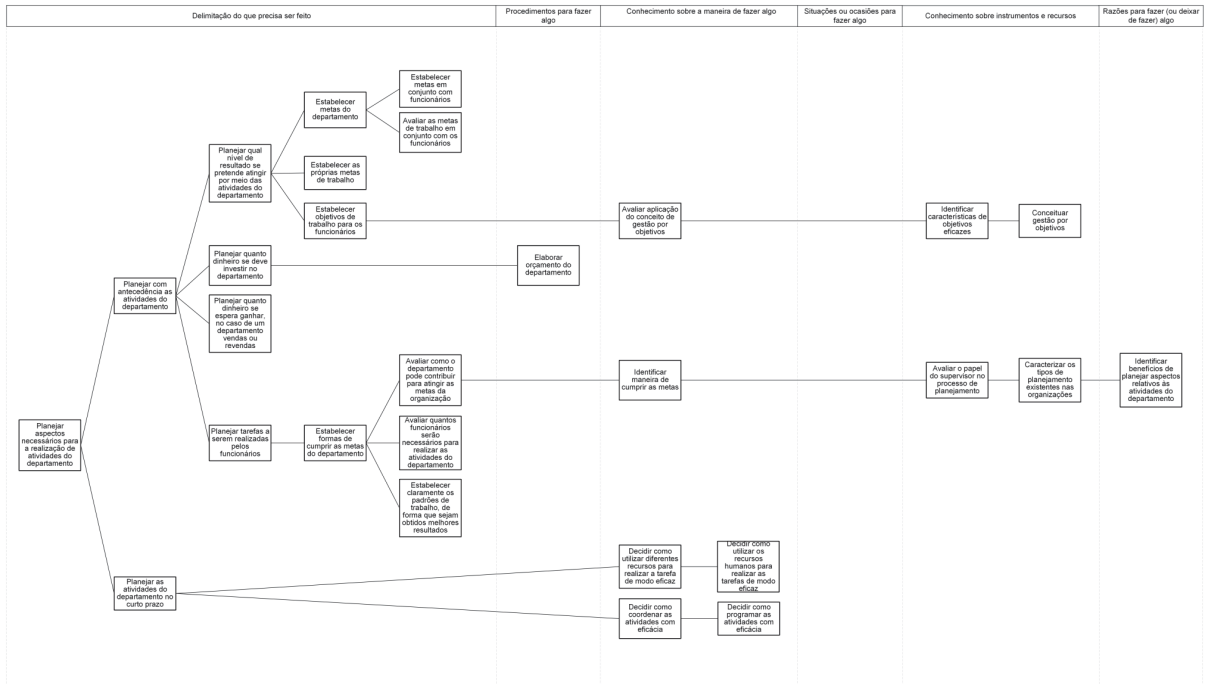 Delimitação do que precisa ser feito
Procedimentos para fazer
algo
Conhecimento sobre a maneira de fazer algo
Situações ou ocasiões para
fazer algo
Conhecimento sobre instrumentos e recursos
Razões para fazer (ou deixar
de fazer) algo
Planejar
aspectos
necessários para
a realização de
atividades do
departamento
Planejar com
antecedência as
atividades do
departamento
Planejar as
atividades do
departamento no
curto prazo
Planejar qual
nível de
resultado se
pretende atingir
por meio das
atividades do
departamento
Planejar quanto
dinheiro se deve
investir no
departamento
Planejar quanto
dinheiro se
espera ganhar,
no caso de um
departamento
vendas ou
revendas
Planejar tarefas a
serem realizadas
pelos
funcionários
Estabelecer
metas do
departamento
Estabelecer as
próprias metas
de trabalho
Estabelecer
objetivos de
trabalho para os
funcionários
Estabelecer
formas de
cumprir as metas
do departamento
Estabelecer
metas em
conjunto com
funcionários
Avaliar as metas
de trabalho em
conjunto com os
funcionários
Avaliar como o
departamento
pode contribuir
para atingir as
metas da
organização
Avaliar quantos
funcionários
serão
necessários para
realizar as
atividades do
departamento
Estabelecer
claramente os
padrões de
trabalho, de
forma que sejam
obtidos melhores
resultados
Elaborar
orçamento do
departamento
Avaliar aplicação
do conceito de
gestão por
objetivos
Identificar
maneira de
cumprir as metas
Decidir como
utilizar diferentes
recursos para
realizar a tarefa
de modo eficaz
Decidir como
utilizar os
recursos
humanos para
realizar as
tarefas de modo
eficaz
Decidir como
coordenar as
atividades com
eficácia
Decidir como
programar as
atividades com
eficácia
Identificar
características de
objetivos
eficazes
Conceituar
gestão por
objetivos
Avaliar o papel
do supervisor no
processo de
planejamento
Caracterizar os
tipos de
planejamento
existentes nas
organizações
Identificar
benefícios de
planejar aspectos
relativos às
atividades do
departamento